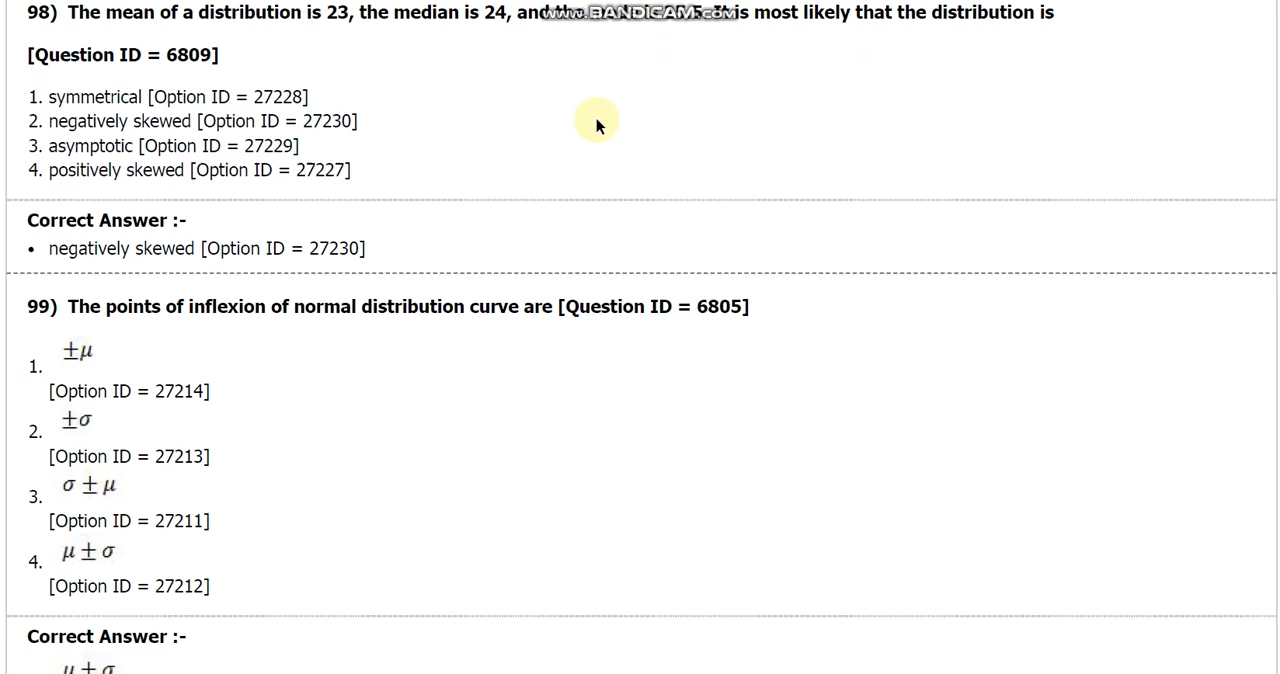 98) The mean of a distribution is 23, the median is 24, and is most likely that the distribution is
www.BANDICAM.com
[Question ID = 6809]
1. symmetrical [Option ID = 27228]
2. negatively skewed [Option ID = 27230]
3. asymptotic [Option ID = 27229]
4. positively skewed [Option ID = 27227]
Correct Answer :-
• negatively skewed [Option ID = 27230]
99) The points of inflexion of normal distribution curve are [Question ID = 6805]
1. ±μ
[Option ID = 27214]
2. ±σ
[Option ID = 27213]
3. σ ± μ
[Option ID = 27211]
4. μ ± σ
[Option ID = 27212]
Correct Answer :-
μ ± σ